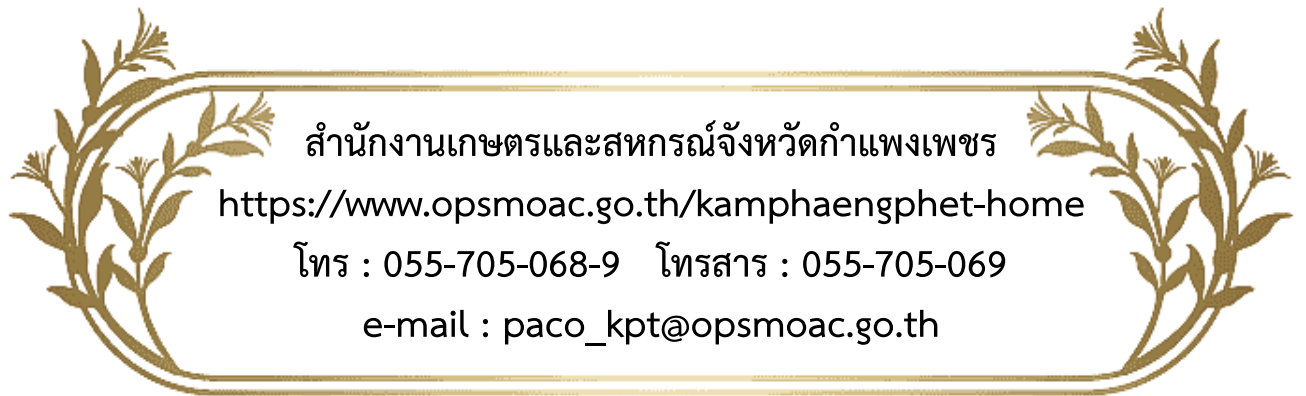 สำนักงานเกษตรและสหกรณ์จังหวัดกำแพงเพชร
https://www.opsmoac.go.th/kamphaengphet-home
โทร : 055-705-068-9 โทรสาร : 055-705-069
e-mail : paco_kpt@opsmoac.go.th